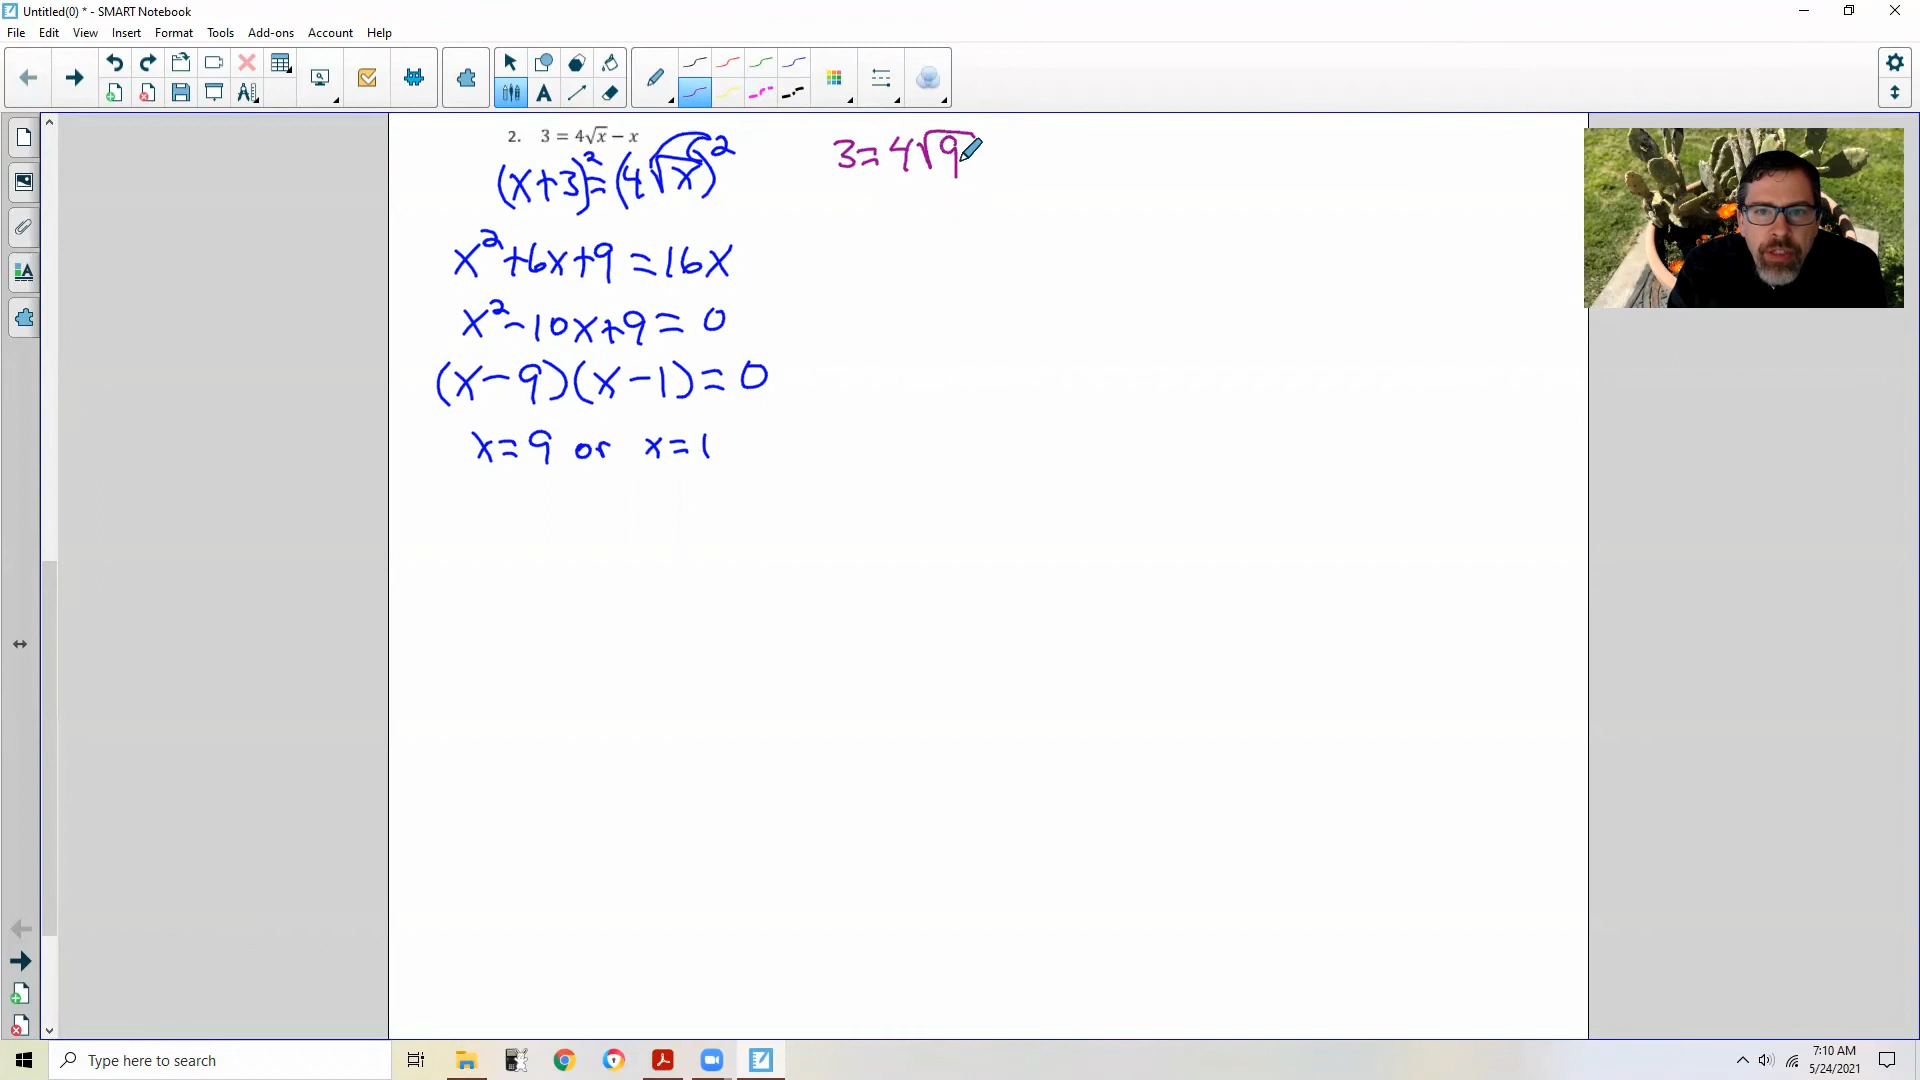 Untitled(0) * - SMART Notebook
File Edit View Insert Format Tools Add-ons Account Help
2. 3 = 4√x − x
(x+3)²=(4√x)²
x²+6x+9=16x
x²-10x+9=0
(x-9)(x-1)=0
x=9 or x=1
3=4√9
Type here to search
7:10 AM
5/24/2021